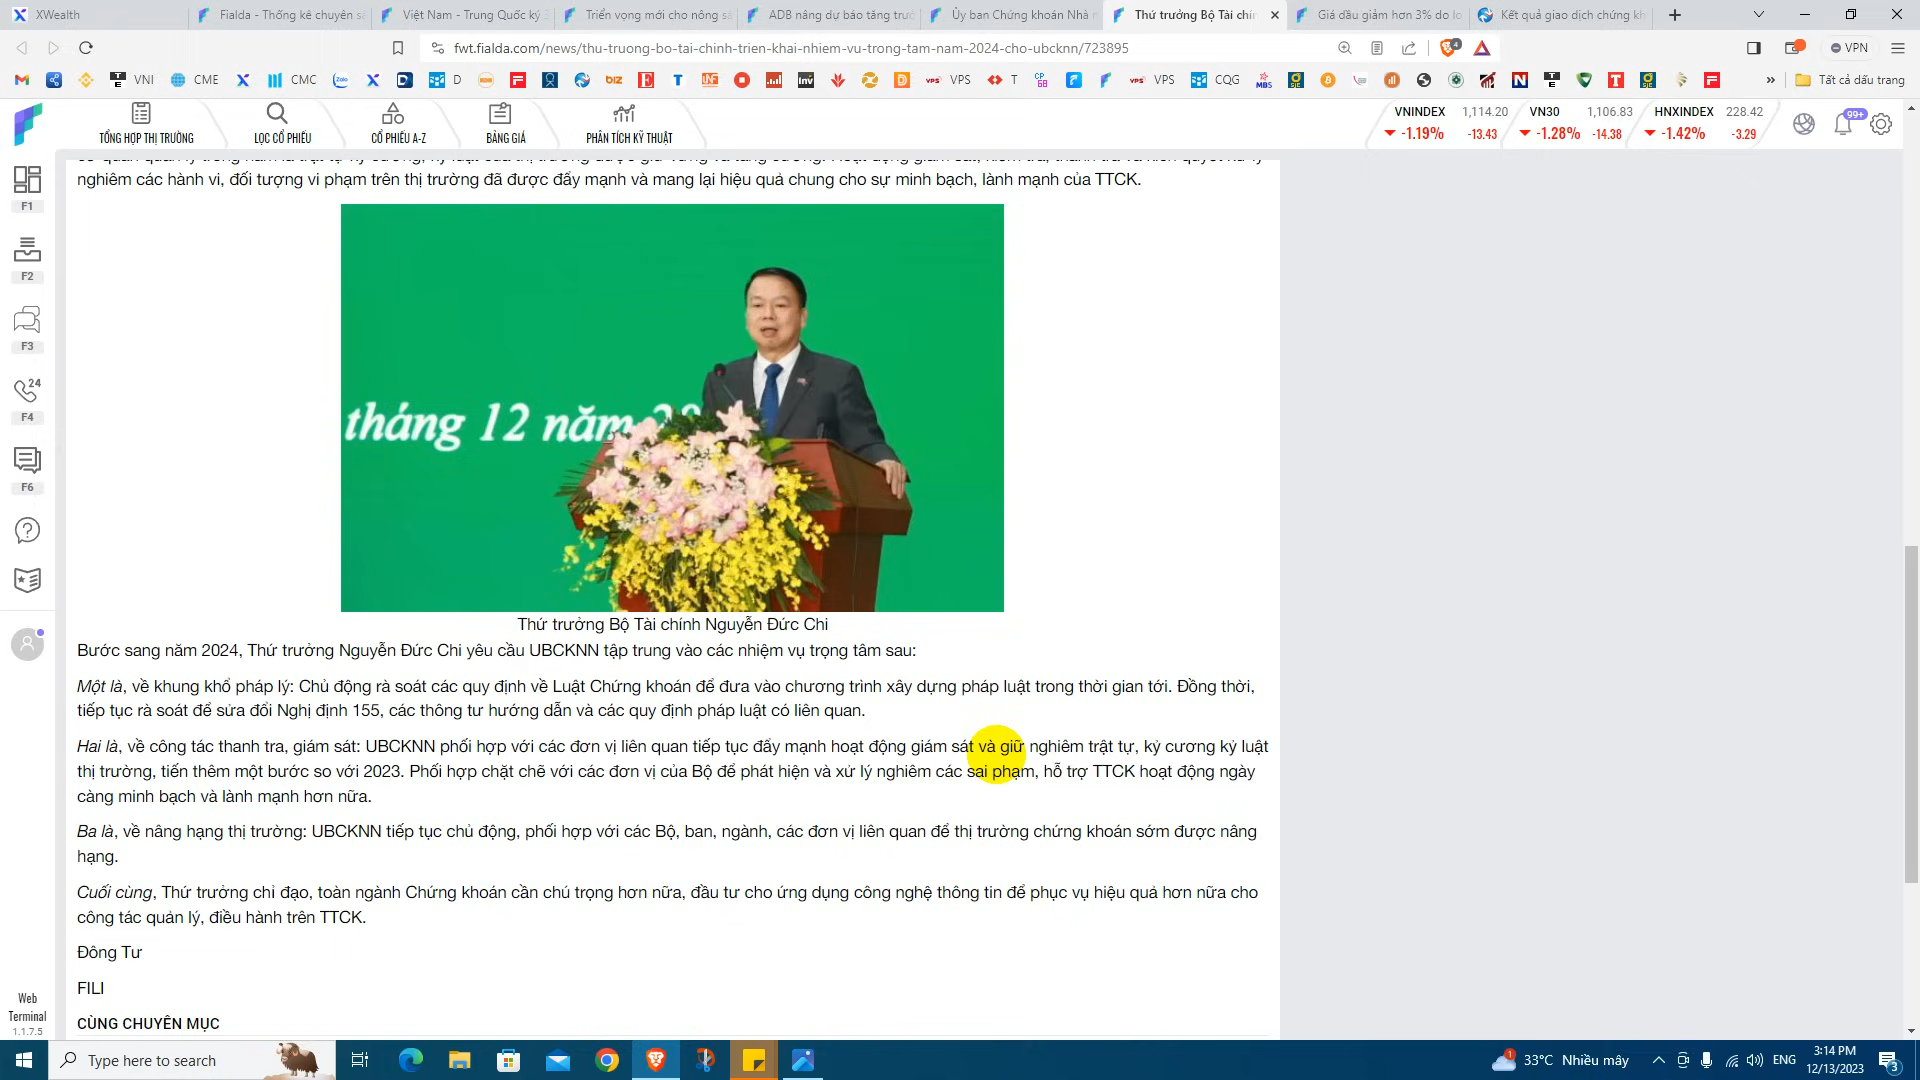 XWealth
Fialda - Thống kê chuyên sâ
Việt Nam - Trung Quốc ký 3
Triển vọng mới cho nông sả
ADB nâng dự báo tăng trưở
Ủy ban Chứng khoán Nhà n
Thứ trưởng Bộ Tài chín
Giá dầu giảm hơn 3% do lo
Kết quả giao dịch chứng kh
fwt.fialda.com/news/thu-truong-bo-tai-chinh-trien-khai-nhiem-vu-trong-tam-nam-2024-cho-ubcknn/723895
4
VPN
VNI
CME
CMC
D
VPS
T
VPS
CQG
Tất cả dấu trang
TỔNG HỢP THỊ TRƯỜNG
LỌC CỔ PHIẾU
CỔ PHIẾU A-Z
BẢNG GIÁ
PHÂN TÍCH KỸ THUẬT
VNINDEX 1,114.20
-1.19% -13.43
VN30 1,106.83
-1.28% -14.38
HNXINDEX 228.42
-1.42% -3.29
99+
F1
F2
F3
24
F4
F6
Web
Terminal
1.1.7.5
nghiêm các hành vi, đối tượng vi phạm trên thị trường đã được đẩy mạnh và mang lại hiệu quả chung cho sự minh bạch, lành mạnh của TTCK.
tháng 12 năm 20
Thứ trưởng Bộ Tài chính Nguyễn Đức Chi
Bước sang năm 2024, Thứ trưởng Nguyễn Đức Chi yêu cầu UBCKNN tập trung vào các nhiệm vụ trọng tâm sau:
Một là, về khung khổ pháp lý: Chủ động rà soát các quy định về Luật Chứng khoán để đưa vào chương trình xây dựng pháp luật trong thời gian tới. Đồng thời,
tiếp tục rà soát để sửa đổi Nghị định 155, các thông tư hướng dẫn và các quy định pháp luật có liên quan.
Hai là, về công tác thanh tra, giám sát: UBCKNN phối hợp với các đơn vị liên quan tiếp tục đẩy mạnh hoạt động giám sát và giữ nghiêm trật tự, kỷ cương kỷ luật
thị trường, tiến thêm một bước so với 2023. Phối hợp chặt chẽ với các đơn vị của Bộ để phát hiện và xử lý nghiêm các sai phạm, hỗ trợ TTCK hoạt động ngày
càng minh bạch và lành mạnh hơn nữa.
Ba là, về nâng hạng thị trường: UBCKNN tiếp tục chủ động, phối hợp với các Bộ, ban, ngành, các đơn vị liên quan để thị trường chứng khoán sớm được nâng
hạng.
Cuối cùng, Thứ trưởng chỉ đạo, toàn ngành Chứng khoán cần chú trọng hơn nữa, đầu tư cho ứng dụng công nghệ thông tin để phục vụ hiệu quả hơn nữa cho
công tác quản lý, điều hành trên TTCK.
Đông Tư
FILI
CÙNG CHUYÊN MỤC
Type here to search
1
33°C Nhiều mây
ENG
3:14 PM
12/13/2023
3